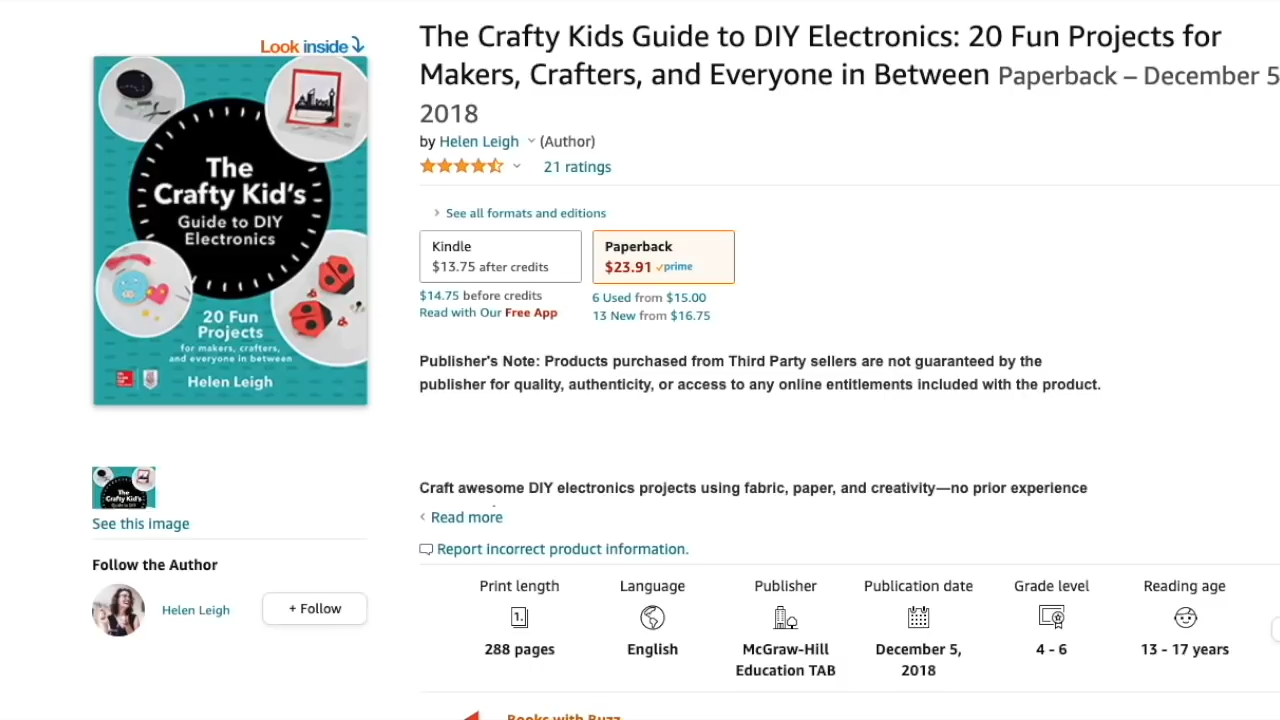 Look inside
The
Crafty Kid's
Guide to DIY
Electronics
20 Fun
Projects
for makers, crafters,
and everyone in between
Helen Leigh
The
Crafty Kid's
See this image
Follow the Author
Helen Leigh
+ Follow
The Crafty Kids Guide to DIY Electronics: 20 Fun Projects for
Makers, Crafters, and Everyone in Between Paperback – December 5
2018
by Helen Leigh (Author)
21 ratings
See all formats and editions
Kindle
$13.75 after credits
$14.75 before credits
Read with Our Free App
Paperback
$23.91 prime
6 Used from $15.00
13 New from $16.75
Publisher's Note: Products purchased from Third Party sellers are not guaranteed by the
publisher for quality, authenticity, or access to any online entitlements included with the product.
Craft awesome DIY electronics projects using fabric, paper, and creativity—no prior experience
Read more
Report incorrect product information.
Print length
1.
288 pages
Language
English
Publisher
McGraw-Hill
Education TAB
Publication date
December 5,
2018
Grade level
4 - 6
Reading age
13 - 17 years
Books with Buzz